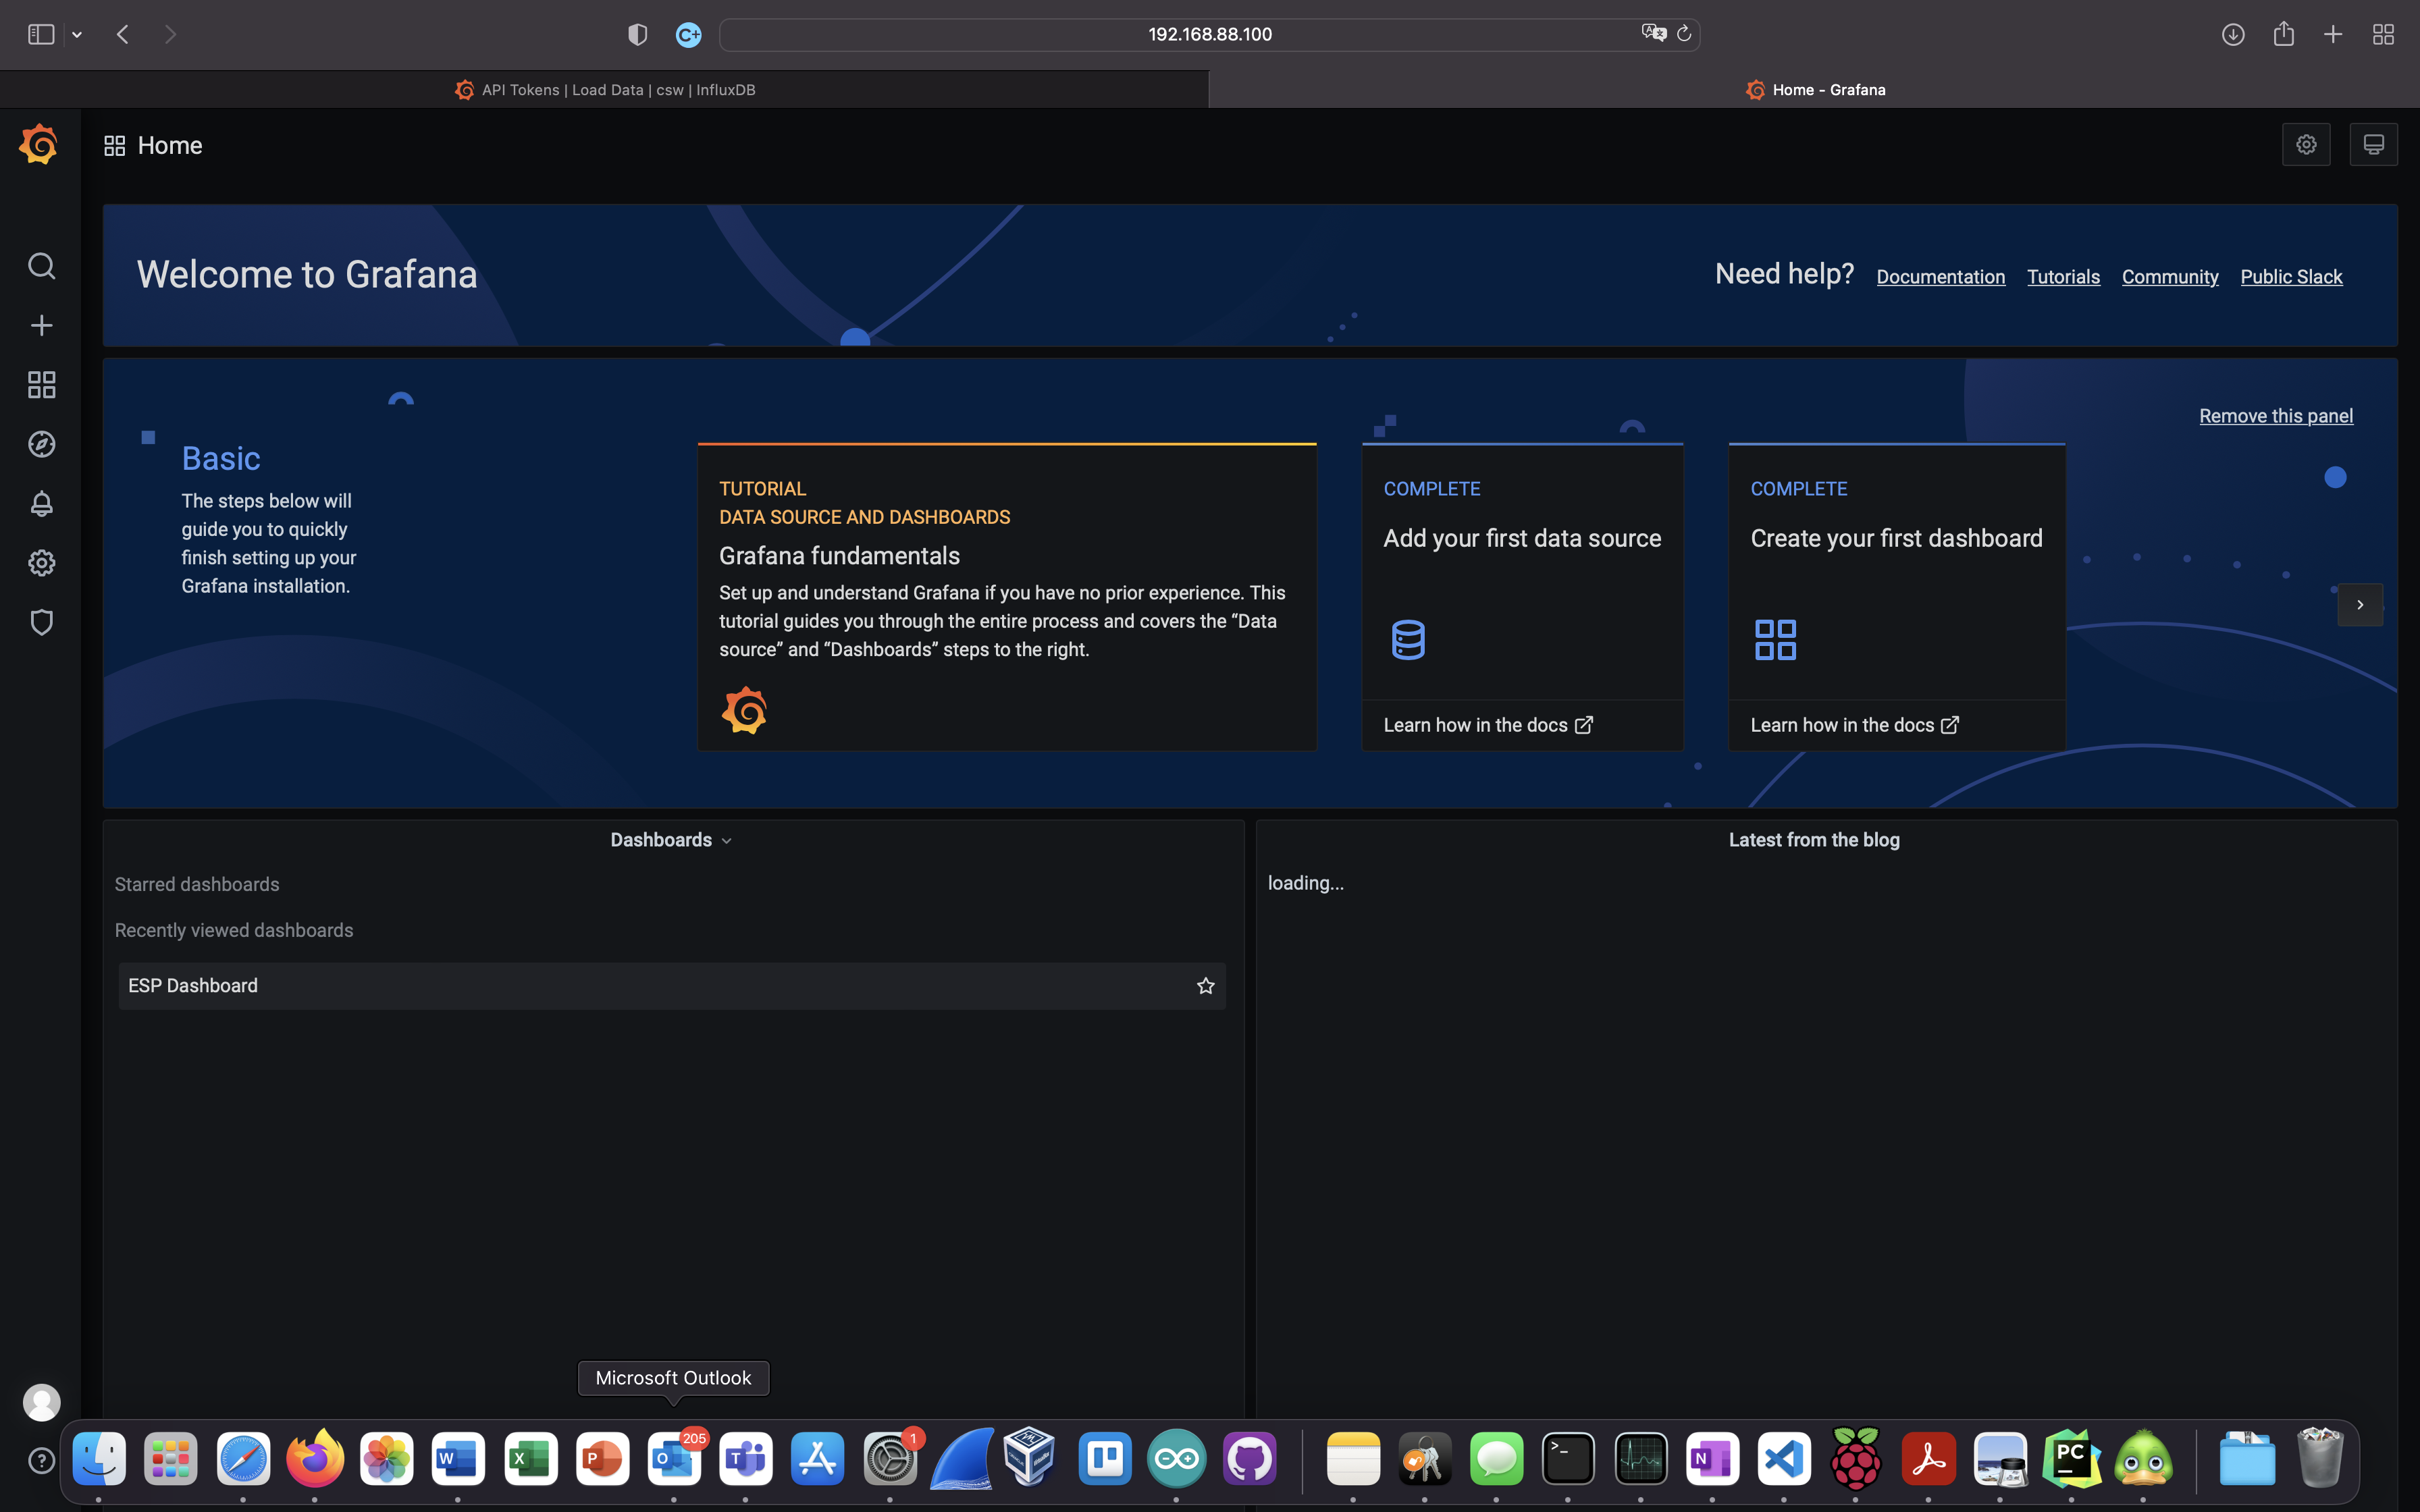 192.168.88.100
API Tokens | Load Data | csw | InfluxDB
Home - Grafana
Home
Welcome to Grafana
Need help? Documentation Tutorials Community Public Slack
Remove this panel
Basic
The steps below will
guide you to quickly
finish setting up your
Grafana installation.
TUTORIAL
DATA SOURCE AND DASHBOARDS
Grafana fundamentals
Set up and understand Grafana if you have no prior experience. This
tutorial guides you through the entire process and covers the “Data
source” and “Dashboards” steps to the right.
COMPLETE
Add your first data source
Learn how in the docs
COMPLETE
Create your first dashboard
Learn how in the docs
Dashboards
Starred dashboards
Recently viewed dashboards
ESP Dashboard
Latest from the blog
loading...
Microsoft Outlook
205
1
W
X
P
O
T
N
PC